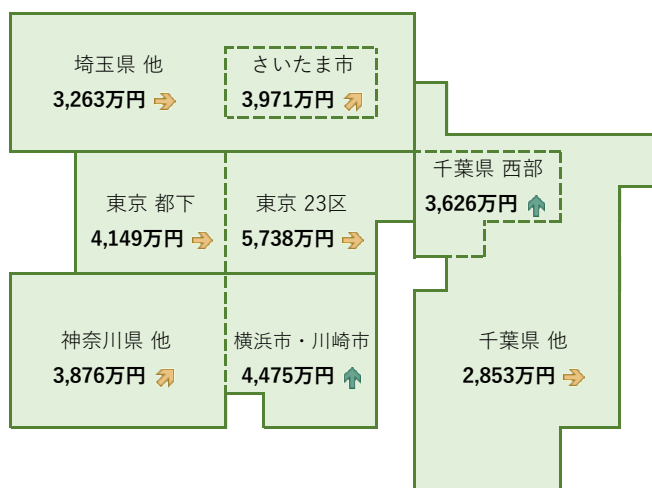 埼玉県 他
3,263万円
さいたま市
3,971万円
千葉県 西部
3,626万円
東京 都下
4,149万円
東京 23区
5,738万円
神奈川県 他
3,876万円
横浜市・川崎市
4,475万円
千葉県 他
2,853万円